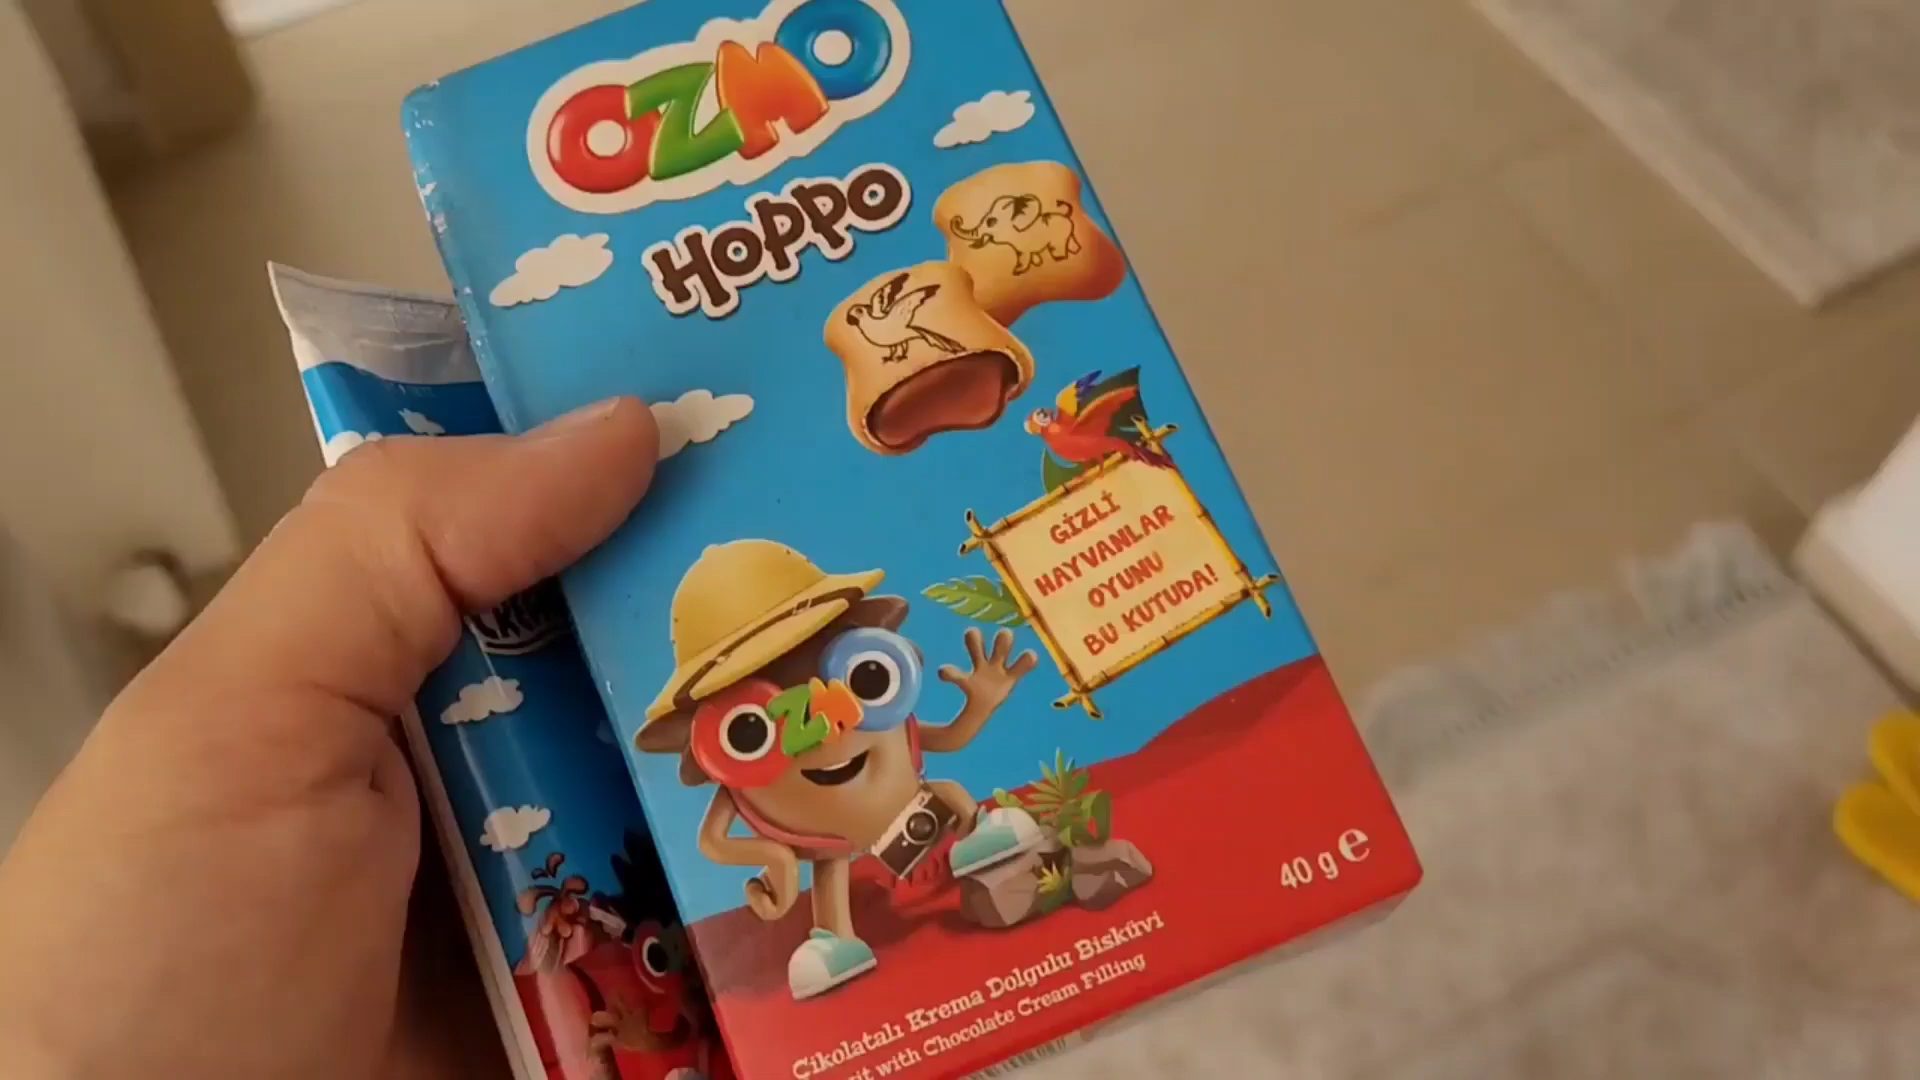 OZMO
HOPPO
GİZLİ
HAYVANLAR
OYUNU
BU KUTUDA!
OZMO
40 g e
Çikolatalı Krema Dolgulu Bisküvi
with Chocolate Cream Filling